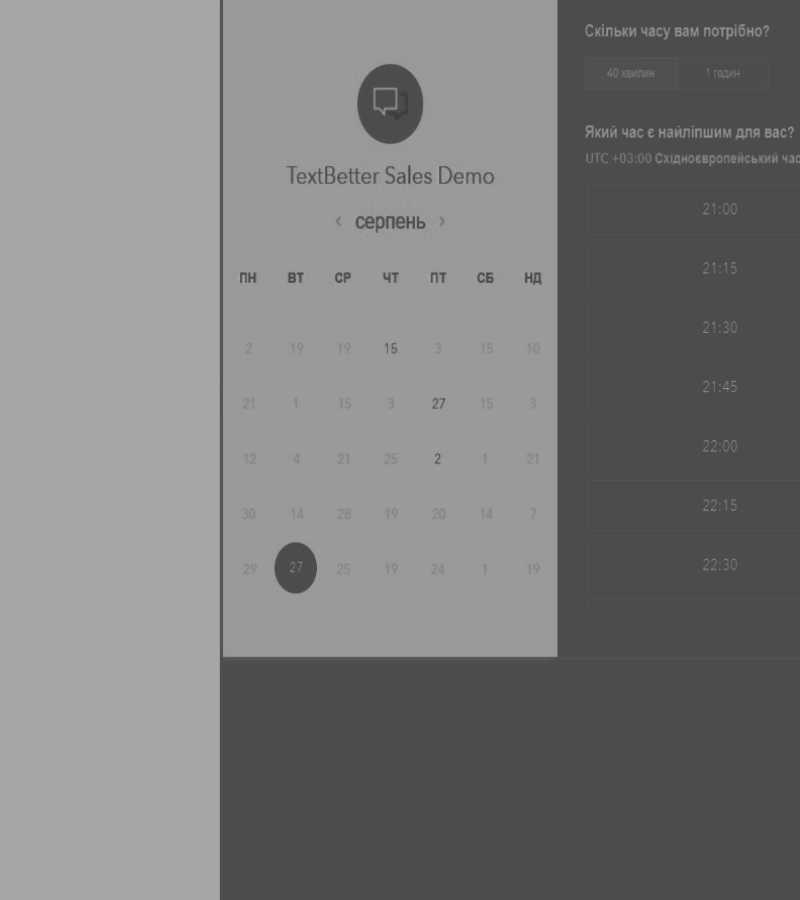 TextBetter Sales Demo
‹ серпень ›
ПН ВТ СР ЧТ ПТ СБ НД
2 19 19 15 3 15 10
21 1 15 3 27 15 3
12 4 21 25 2 1 21
30 14 28 19 20 14 7
29 27 25 19 24 1 19
Скільки часу вам потрібно?
40 хвилин 1 годин
Який час є найліпшим для вас?
UTC +03:00 Східноєвропейський час
21:00
21:15
21:30
21:45
22:00
22:15
22:30